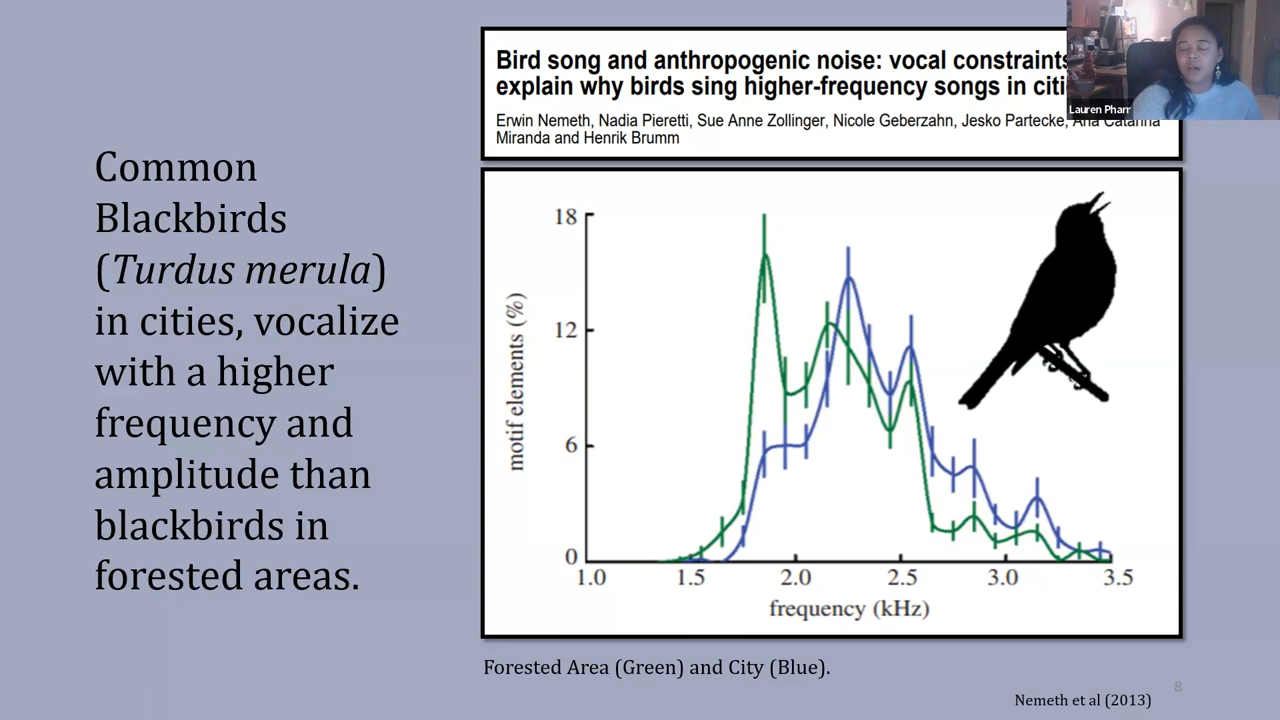 Common
Blackbirds
(Turdus merula)
in cities, vocalize
with a higher
frequency and
amplitude than
blackbirds in
forested areas.
Bird song and anthropogenic noise: vocal constraints
explain why birds sing higher-frequency songs in
Erwin Nemeth, Nadia Pieretti, Sue Anne Zollinger, Nicole Geberzahn, Jesko Partecke, Ana Catarina
Miranda and Henrik Brumm
Lauren Pharr
18
12
6
0
motif elements (%)
1.0 1.5 2.0 2.5 3.0 3.5
frequency (kHz)
Forested Area (Green) and City (Blue).
8
Nemeth et al (2013)